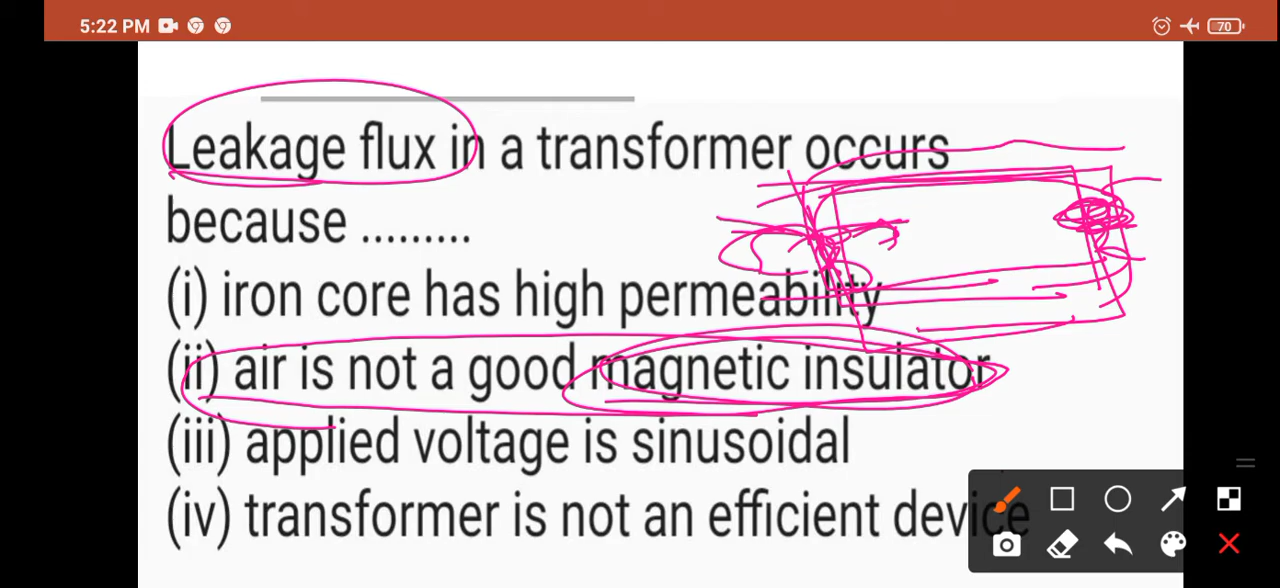 5:22 PM
70
Leakage flux in a transformer occurs
because .........
(i) iron core has high permeability
(ii) air is not a good magnetic insulator
(iii) applied voltage is sinusoidal
(iv) transformer is not an efficient device